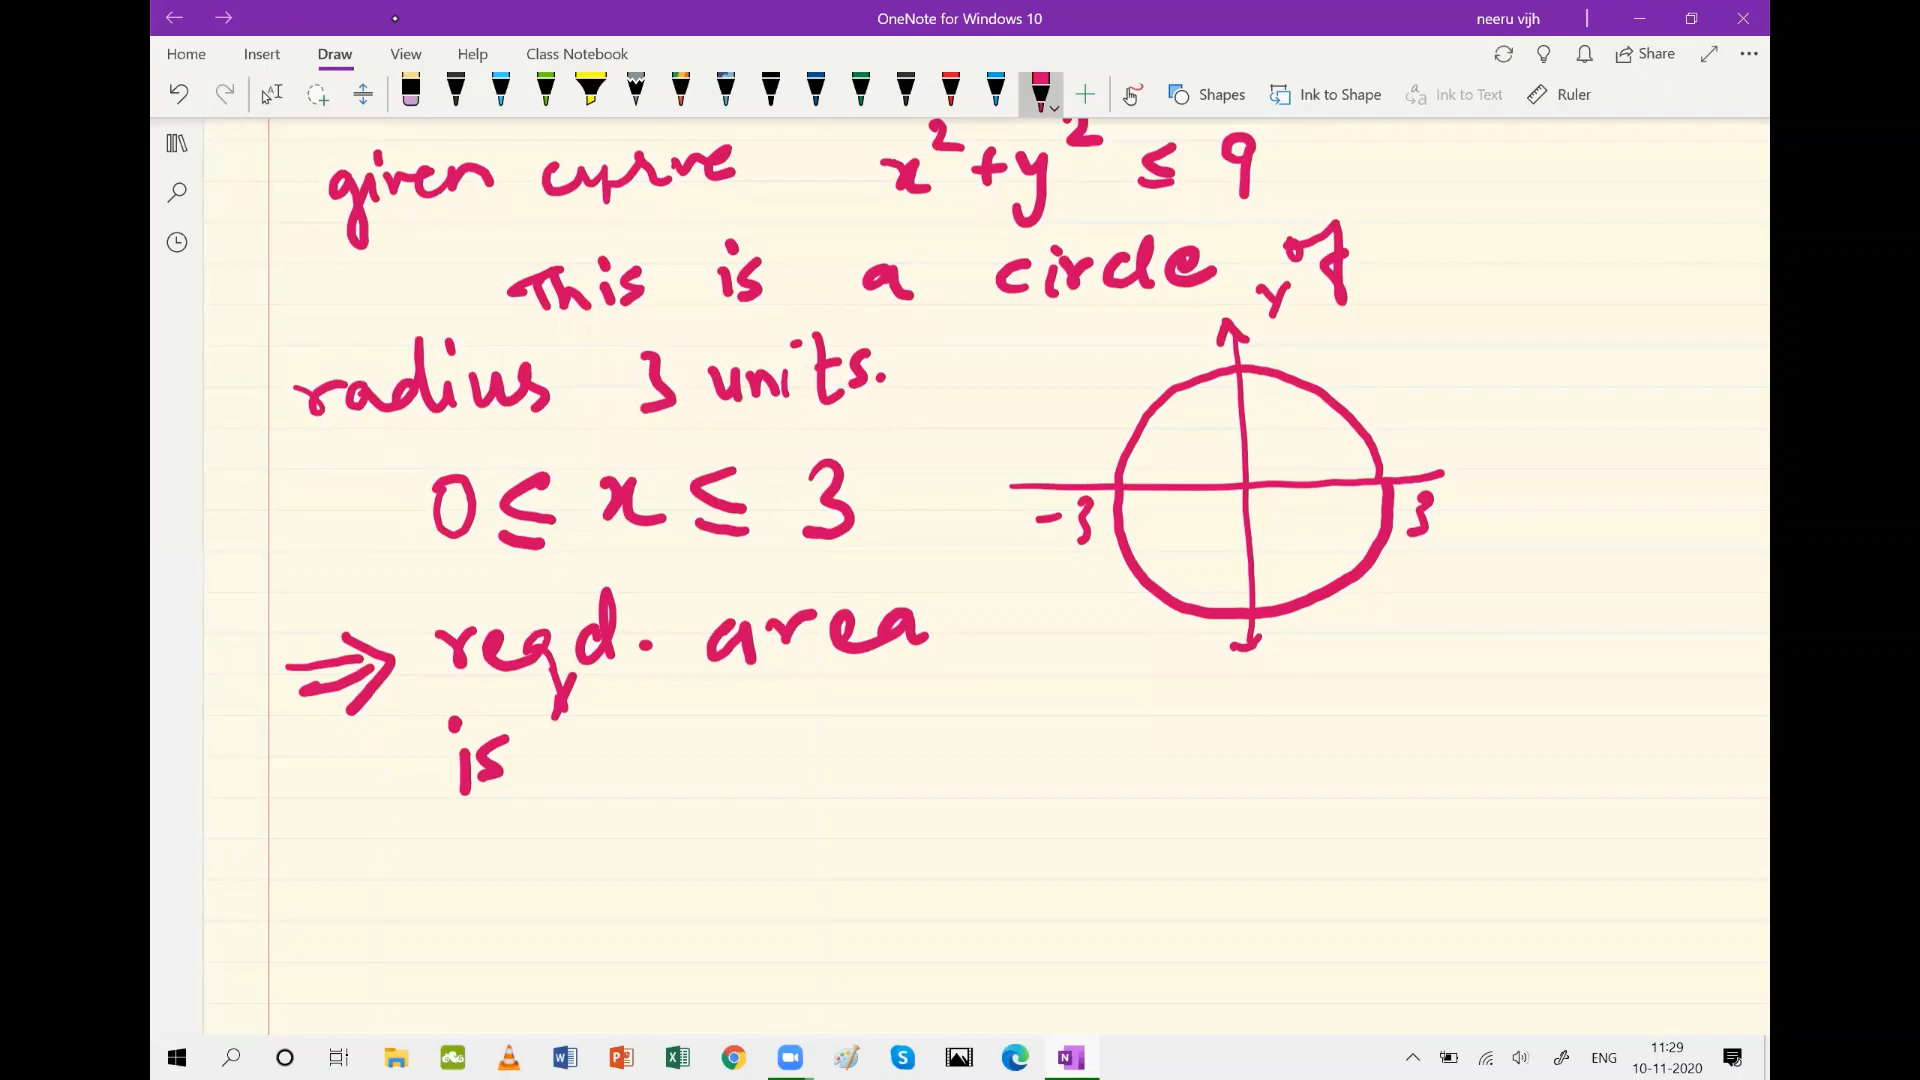 OneNote for Windows 10
neeru vijh
Home Insert Draw View Help Class Notebook
Share
Shapes Ink to Shape Ink to Text Ruler
given curve x²+y² ≤ 9
This is a circle of
radius 3 units.
Y
0 ≤ x ≤ 3
-3 3
⇒ reqd. area
is
ENG
11:29
10-11-2020